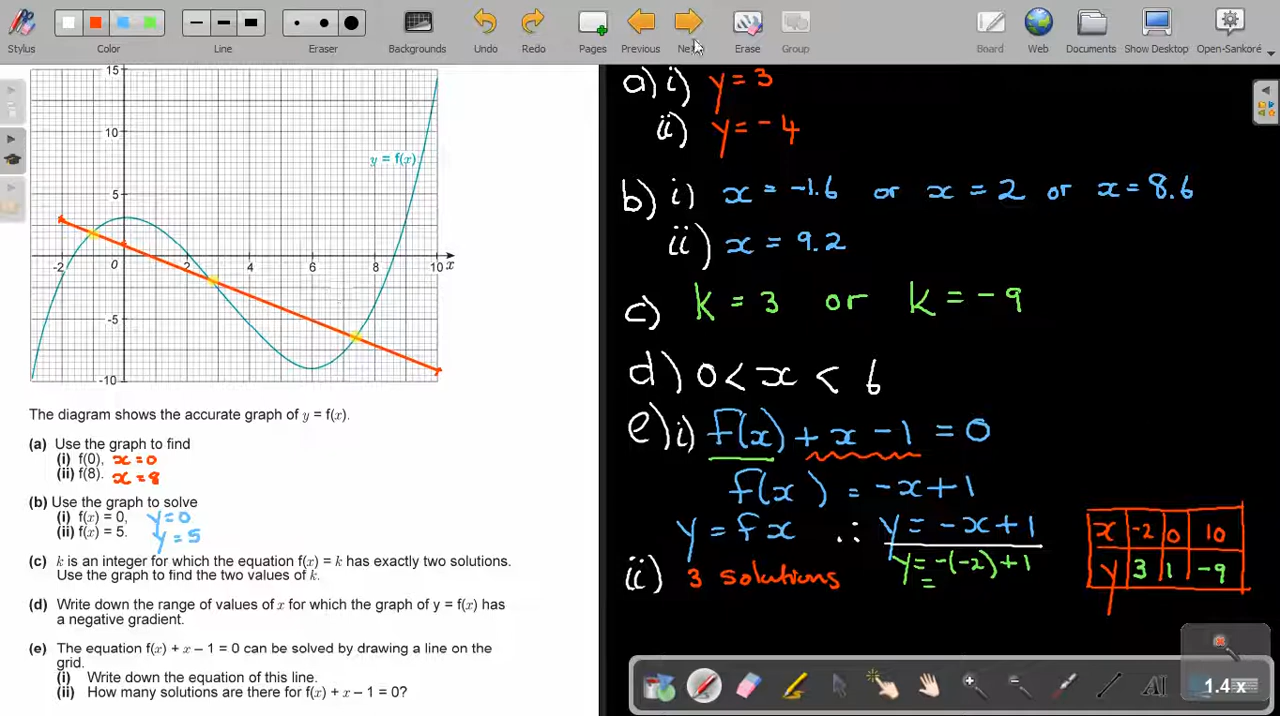 Stylus Color Line Eraser Backgrounds Undo Redo Pages Previous Next Erase Group Board Web Documents Show Desktop Open-Sankoré
15
10
y = f(x)
5
-2 0 2 4 6 8 10 x
-5
-10
The diagram shows the accurate graph of y = f(x).
(a) Use the graph to find
(i) f(0), x = 0
(ii) f(8). x = 8
(b) Use the graph to solve
(i) f(x) = 0, y = 0
(ii) f(x) = 5. y = 5
(c) k is an integer for which the equation f(x) = k has exactly two solutions.
Use the graph to find the two values of k.
(d) Write down the range of values of x for which the graph of y = f(x) has
a negative gradient.
(e) The equation f(x) + x – 1 = 0 can be solved by drawing a line on the
grid.
(i) Write down the equation of this line.
(ii) How many solutions are there for f(x) + x – 1 = 0?
a) i) y = 3
ii) y = -4
b) i) x = -1.6 or x = 2 or x = 8.6
ii) x = 9.2
c) k = 3 or k = -9
d) 0 < x < 6
e) i) f(x) + x - 1 = 0
f(x) = -x + 1
y = fx ∴ y = -x + 1
y = -(-2) + 1
=
ii) 3 solutions
x -2 0 10
y 3 1 -9
1.4 x